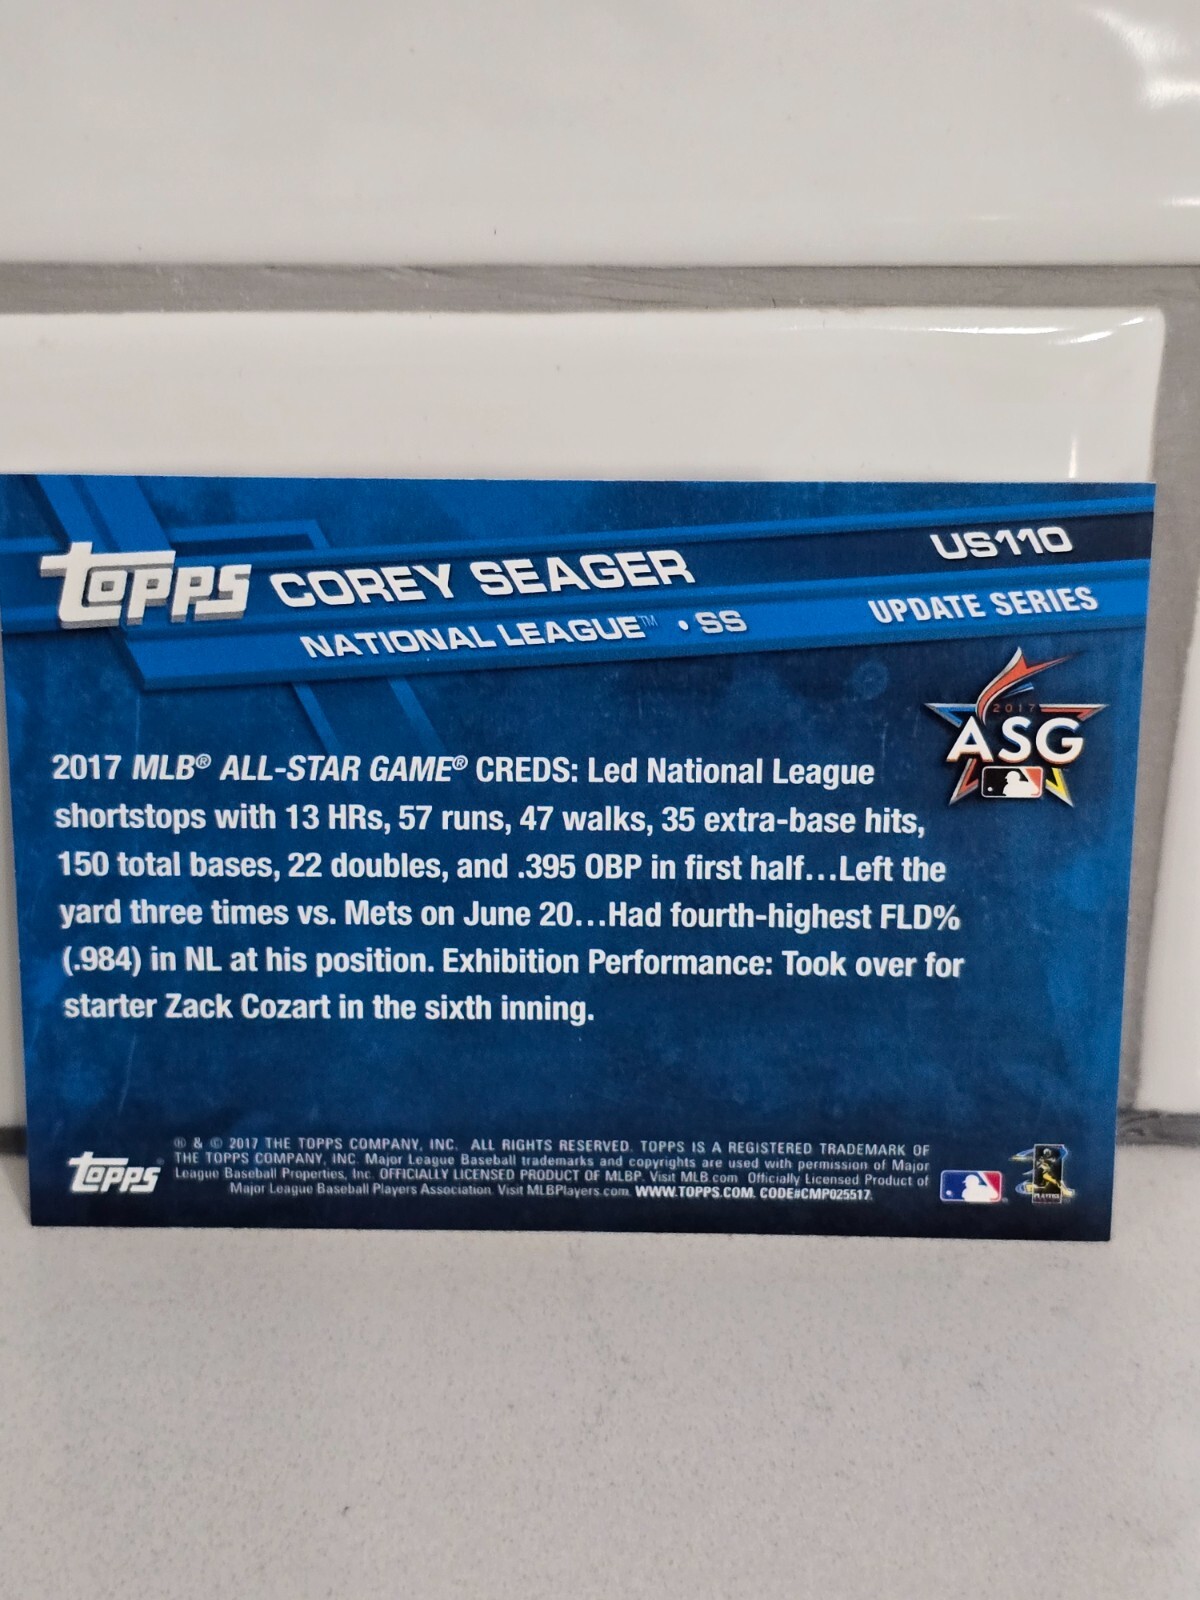 TOPPS COREY SEAGER US110
NATIONAL LEAGUE™ • SS UPDATE SERIES
2017
ASG
2017 MLB® ALL-STAR GAME® CREDS: Led National League
shortstops with 13 HRs, 57 runs, 47 walks, 35 extra-base hits,
150 total bases, 22 doubles, and .395 OBP in first half...Left the
yard three times vs. Mets on June 20...Had fourth-highest FLD%
(.984) in NL at his position. Exhibition Performance: Took over for
starter Zack Cozart in the sixth inning.
TOPPS®
® & © 2017 THE TOPPS COMPANY, INC. ALL RIGHTS RESERVED. TOPPS IS A REGISTERED TRADEMARK OF
THE TOPPS COMPANY, INC. Major League Baseball trademarks and copyrights are used with permission of Major
League Baseball Properties, Inc. OFFICIALLY LICENSED PRODUCT OF MLBP. Visit MLB.com Officially Licensed Product of
Major League Baseball Players Association. Visit MLBPlayers.com. WWW.TOPPS.COM. CODE#CMP025517.
PLAYERS